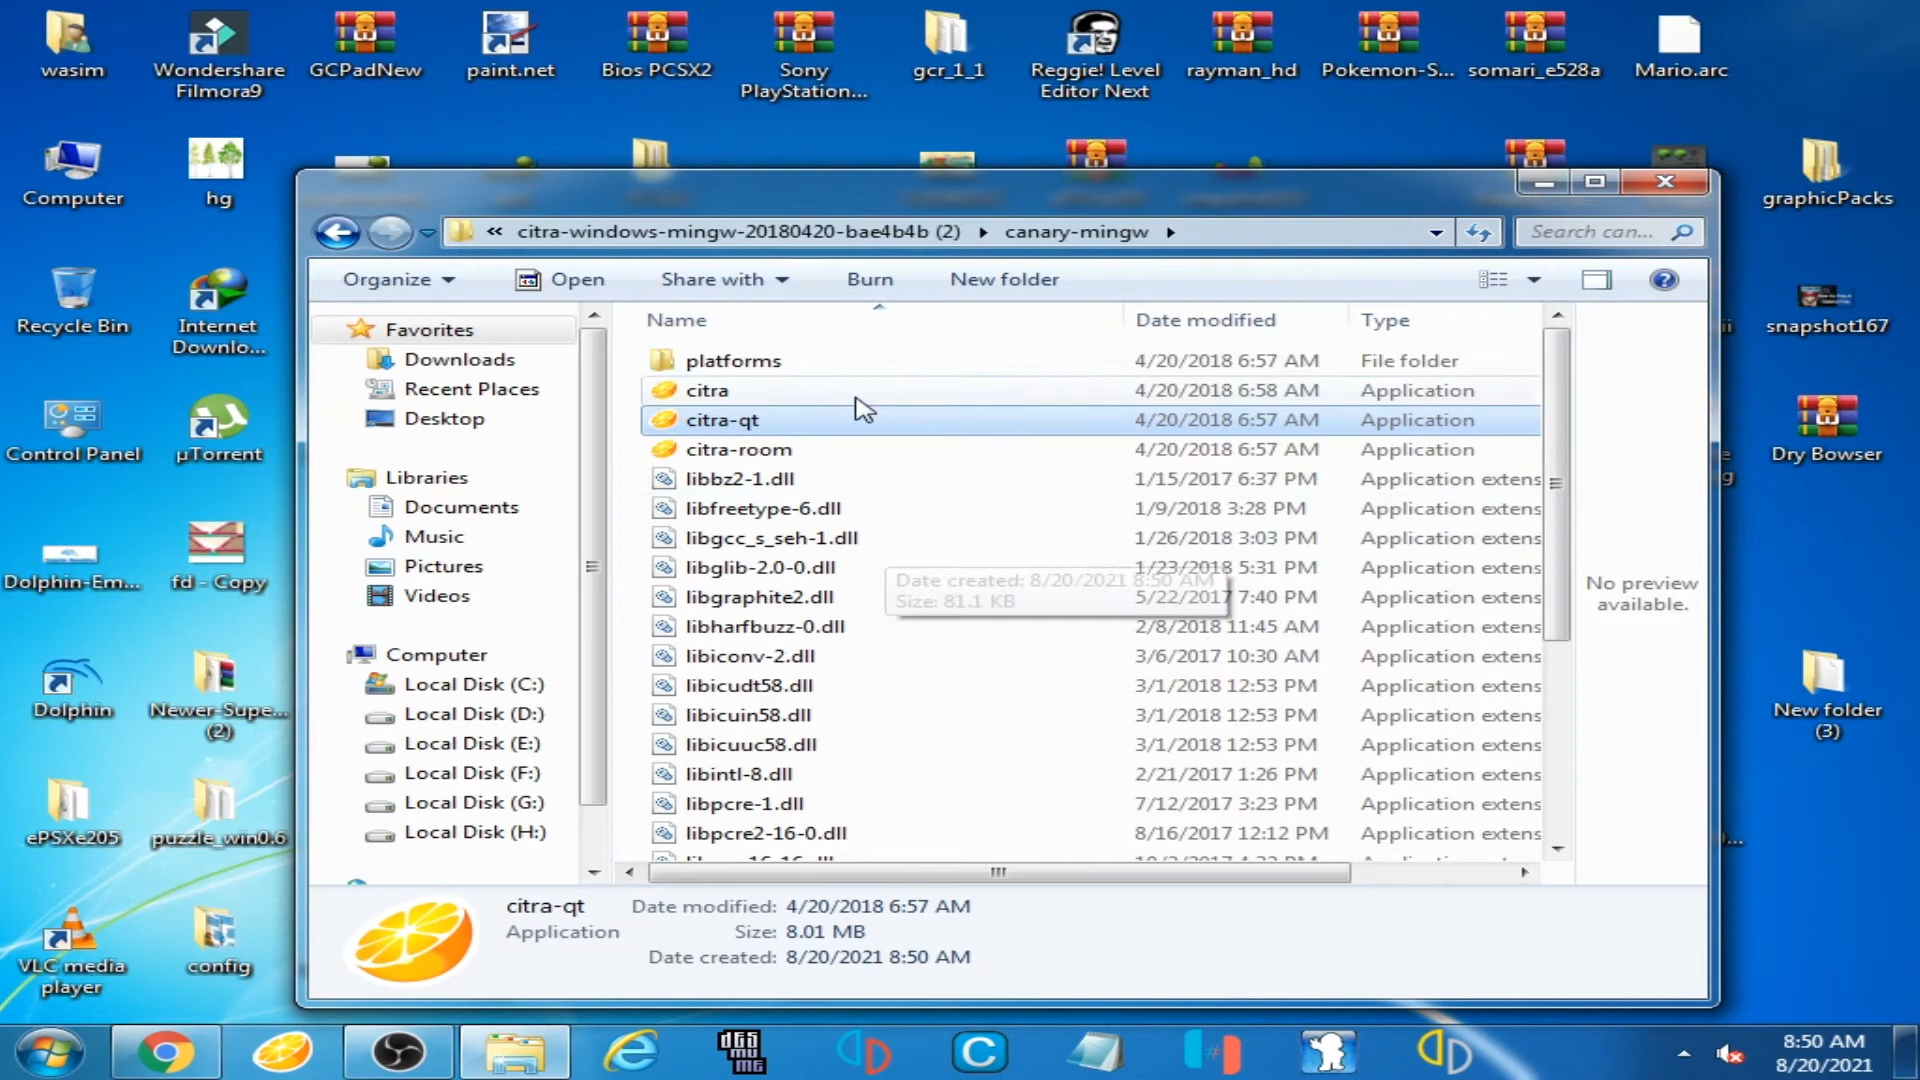 wasim
Wondershare
Filmora9
GCPadNew
paint.net
Bios PCSX2
Sony
PlayStation...
gcr_1_1
Reggie! Level
Editor Next
rayman_hd
Pokemon-S...
somari_e528a
Mario.arc
Computer
hg
graphicPacks
Recycle Bin
Internet
Downlo...
snapshot167
Control Panel
µTorrent
Dry Bowser
Dolphin-Em...
fd - Copy
Dolphin
Newer-Supe...
(2)
New folder
(3)
ePSXe205
puzzle_win0.6
VLC media
player
config
« citra-windows-mingw-20180420-bae4b4b (2) ▸ canary-mingw ▸
Search can...
Organize
Open
Share with
Burn
New folder
Favorites
Downloads
Recent Places
Desktop
Libraries
Documents
Music
Pictures
Videos
Computer
Local Disk (C:)
Local Disk (D:)
Local Disk (E:)
Local Disk (F:)
Local Disk (G:)
Local Disk (H:)
Name Date modified Type
platforms 4/20/2018 6:57 AM File folder
citra 4/20/2018 6:58 AM Application
citra-qt 4/20/2018 6:57 AM Application
citra-room 4/20/2018 6:57 AM Application
libbz2-1.dll 1/15/2017 6:37 PM Application extens
libfreetype-6.dll 1/9/2018 3:28 PM Application extens
libgcc_s_seh-1.dll 1/26/2018 3:03 PM Application extens
libglib-2.0-0.dll 1/23/2018 5:31 PM Application extens
Date created: 8/20/2021 8:50 AM
Size: 81.1 KB
libgraphite2.dll 5/22/2017 7:40 PM Application extens
libharfbuzz-0.dll 2/8/2018 11:45 AM Application extens
libiconv-2.dll 3/6/2017 10:30 AM Application extens
libicudt58.dll 3/1/2018 12:53 PM Application extens
libicuin58.dll 3/1/2018 12:53 PM Application extens
libicuuc58.dll 3/1/2018 12:53 PM Application extens
libintl-8.dll 2/21/2017 1:26 PM Application extens
libpcre-1.dll 7/12/2017 3:23 PM Application extens
libpcre2-16-0.dll 8/16/2017 12:12 PM Application extens
No preview
available.
citra-qt Date modified: 4/20/2018 6:57 AM
Application Size: 8.01 MB
Date created: 8/20/2021 8:50 AM
8:50 AM
8/20/2021